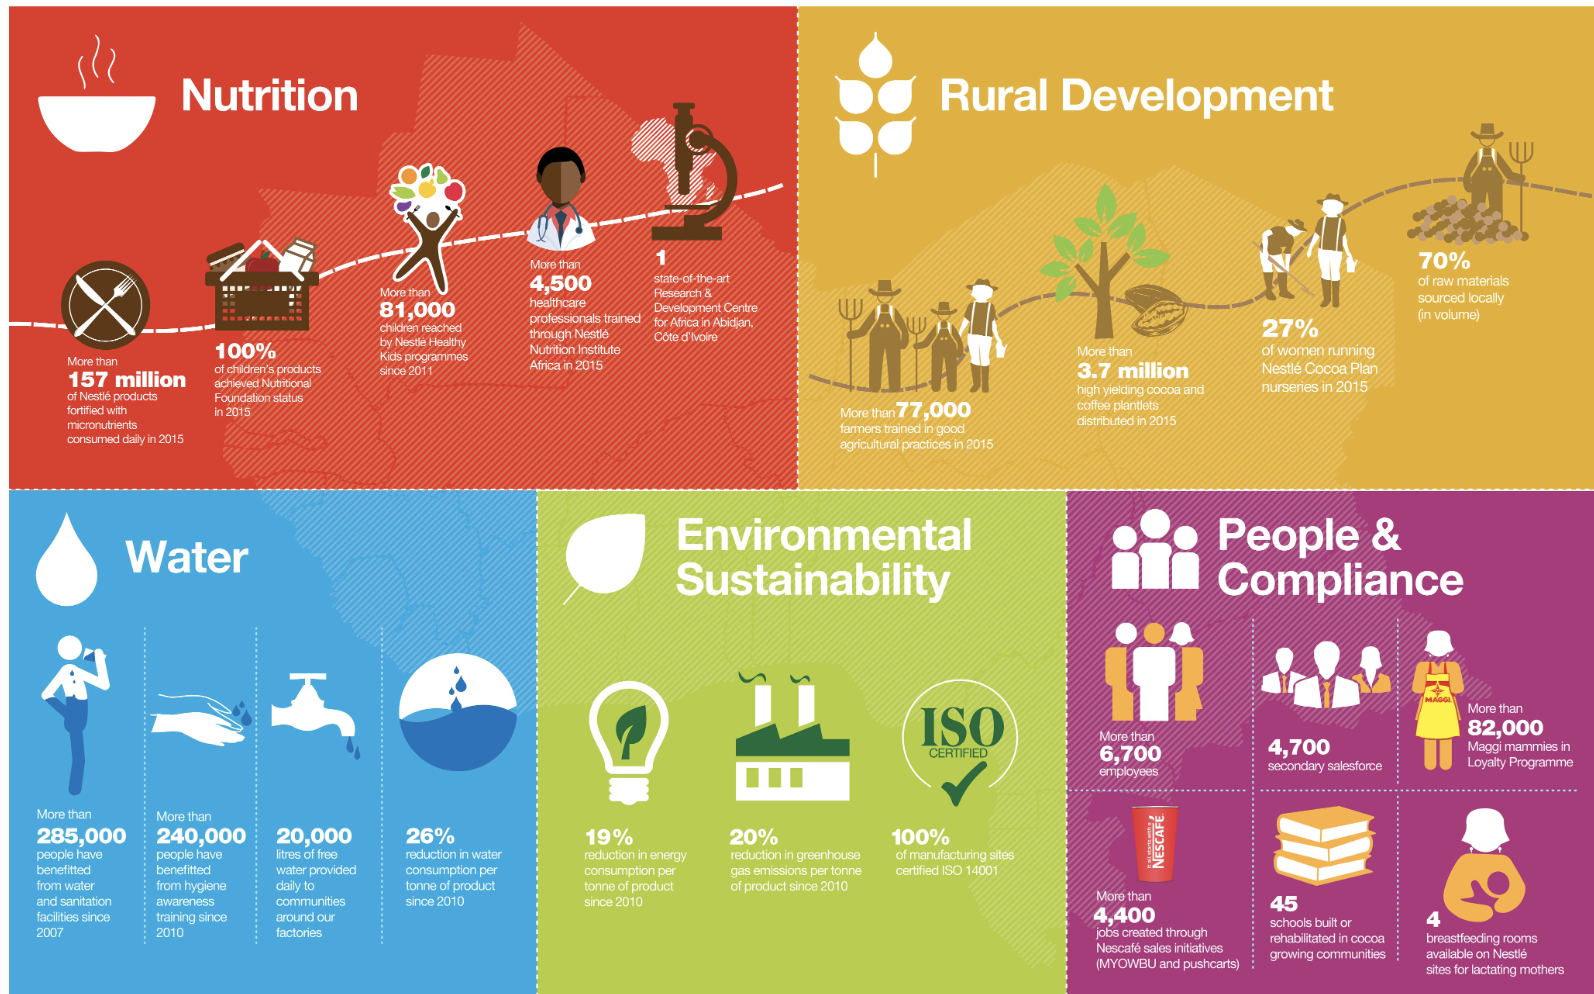 Nutrition
More than
157 million
of Nestlé products
fortified with
micronutrients
consumed daily in 2015
100%
of children's products
achieved Nutritional
Foundation status
in 2015
More than
81,000
children reached
by Nestlé Healthy
Kids programmes
since 2011
More than
4,500
healthcare
professionals trained
through Nestlé
Nutrition Institute
Africa in 2015
1
state-of-the-art
Research &
Development Centre
for Africa in Abidjan,
Côte d'Ivoire
Rural Development
More than 77,000
farmers trained in good
agricultural practices in 2015
More than
3.7 million
high yielding cocoa and
coffee plantlets
distributed in 2015
27%
of women running
Nestlé Cocoa Plan
nurseries in 2015
70%
of raw materials
sourced locally
(in volume)
Water
More than
285,000
people have
benefitted
from water
and sanitation
facilities since
2007
More than
240,000
people have
benefitted
from hygiene
awareness
training since
2010
20,000
litres of free
water provided
daily to
communities
around our
factories
26%
reduction in water
consumption per
tonne of product
since 2010
Environmental
Sustainability
19%
reduction in energy
consumption per
tonne of product
since 2010
20%
reduction in greenhouse
gas emissions per tonne
of product since 2010
ISO
CERTIFIED
100%
of manufacturing sites
certified ISO 14001
People &
Compliance
More than
6,700
employees
4,700
secondary salesforce
MAGGI
More than
82,000
Maggi mammies in
Loyalty Programme
It all starts with a
NESCAFÉ
More than
4,400
jobs created through
Nescafé sales initiatives
(MYOWBU and pushcarts)
45
schools built or
rehabilitated in cocoa
growing communities
4
breastfeeding rooms
available on Nestlé
sites for lactating mothers